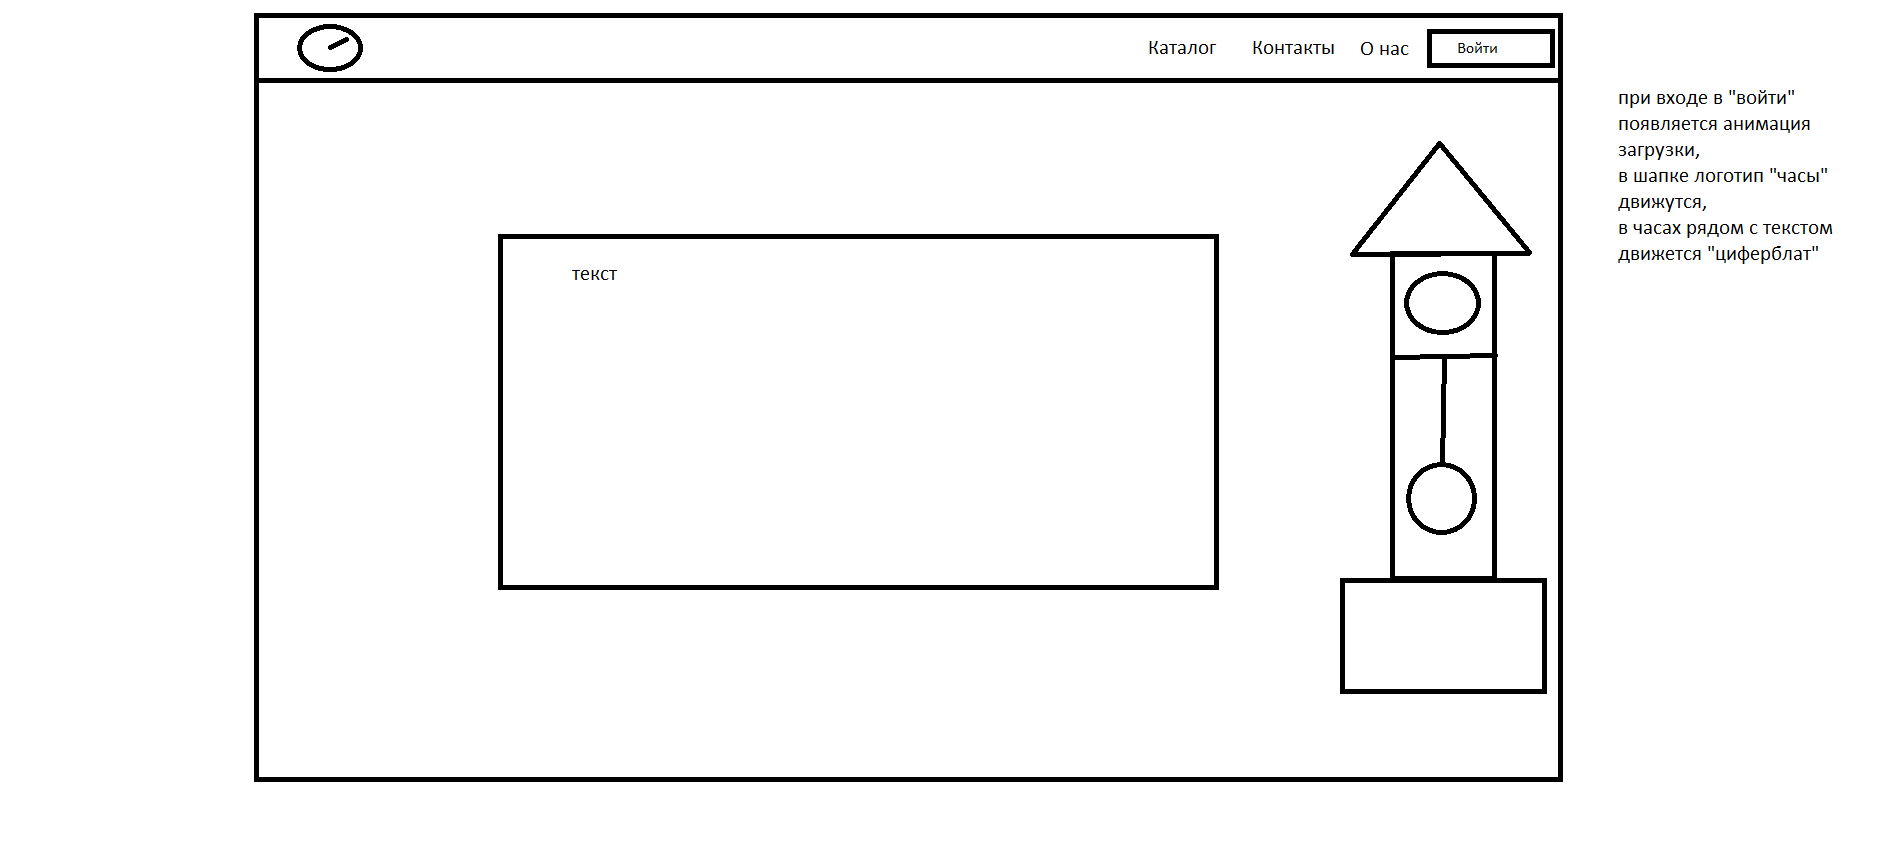 Каталог Контакты О нас Войти
при входе в "войти"
появляется анимация
загрузки,
в шапке логотип "часы"
движутся,
в часах рядом с текстом
движется "циферблат"
текст